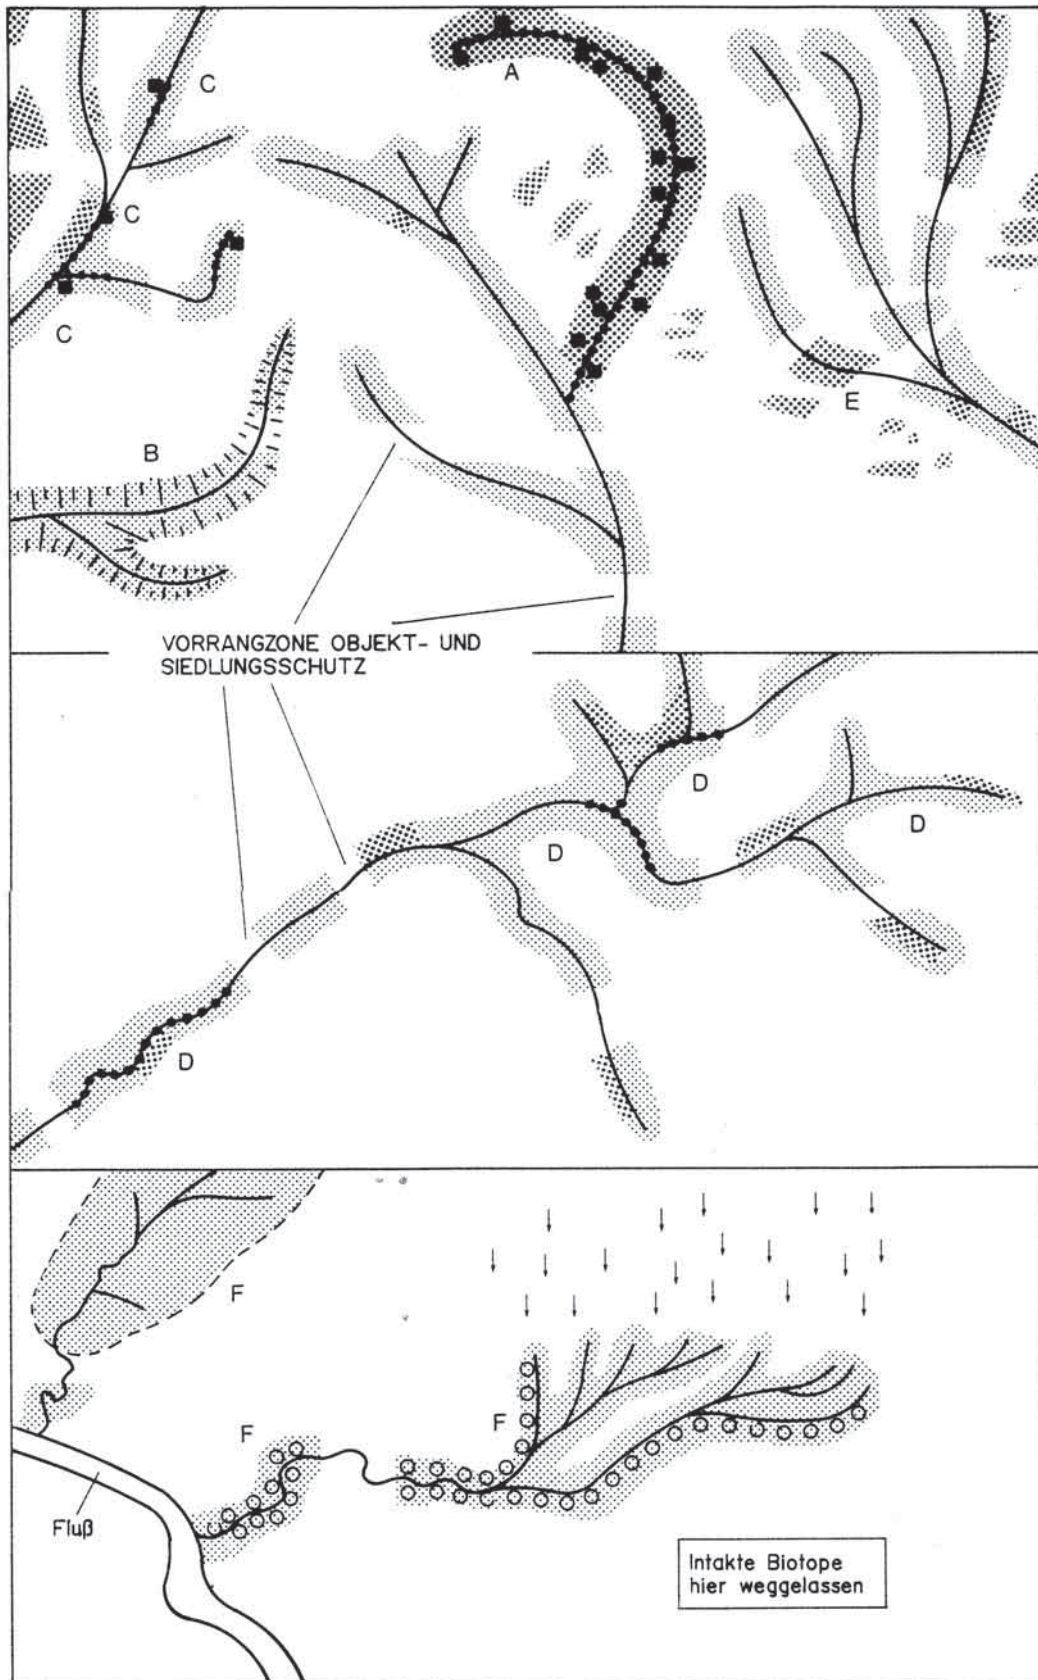 A
C
C
C
B
E
VORRANGZONE OBJEKT- UND
SIEDLUNGSSCHUTZ
D
D
D
D
F
F
F
Fluß
Intakte Biotope
hier weggelassen